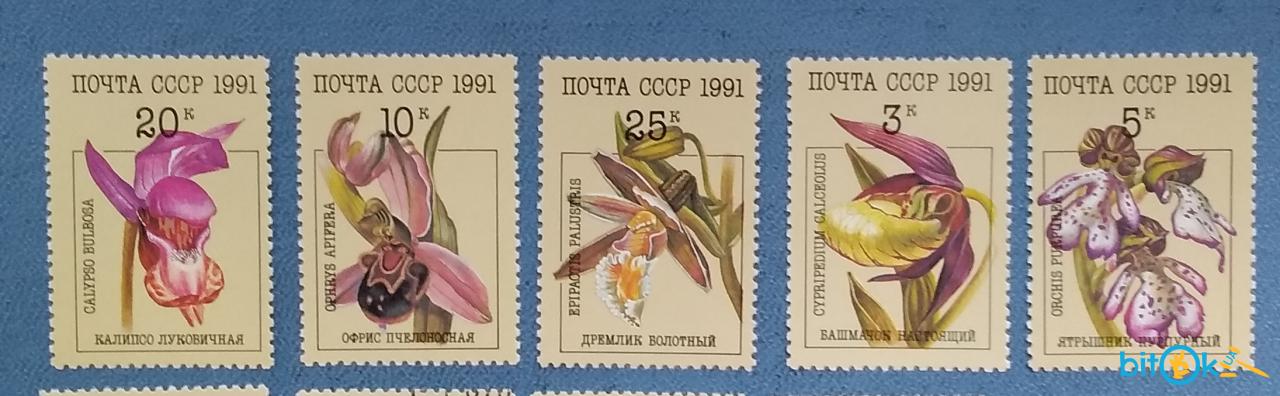 ПОЧТА СССР 1991
20 к
CALYPSO BULBOSA
КАЛИПСО ЛУКОВИЧНАЯ
ПОЧТА СССР 1991
10 к
OPHRYS APIFERA
ОФРИС ПЧЕЛОНОСНАЯ
ПОЧТА СССР 1991
25 к
EPIPACTIS PALUSTRIS
ДРЕМЛИК БОЛОТНЫЙ
ПОЧТА СССР 1991
3 к
CYPRIPEDIUM CALCEOLUS
БАШМАЧОК НАСТОЯЩИЙ
ПОЧТА СССР 1991
5 к
ORCHIS PURPUREA
ЯТРЫШНИК ПУРПУРНЫЙ
bitOk